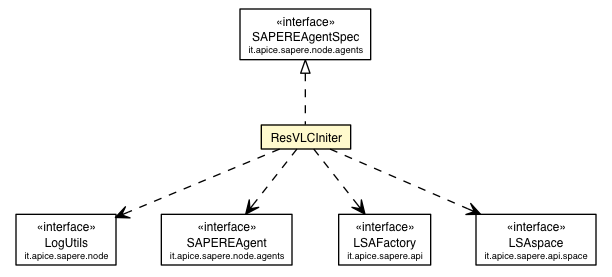 «interface»
SAPEREAgentSpec
it.apice.sapere.node.agents
ResVLCIniter
«interface»
LogUtils
it.apice.sapere.node
«interface»
SAPEREAgent
it.apice.sapere.node.agents
«interface»
LSAFactory
it.apice.sapere.api
«interface»
LSAspace
it.apice.sapere.api.space